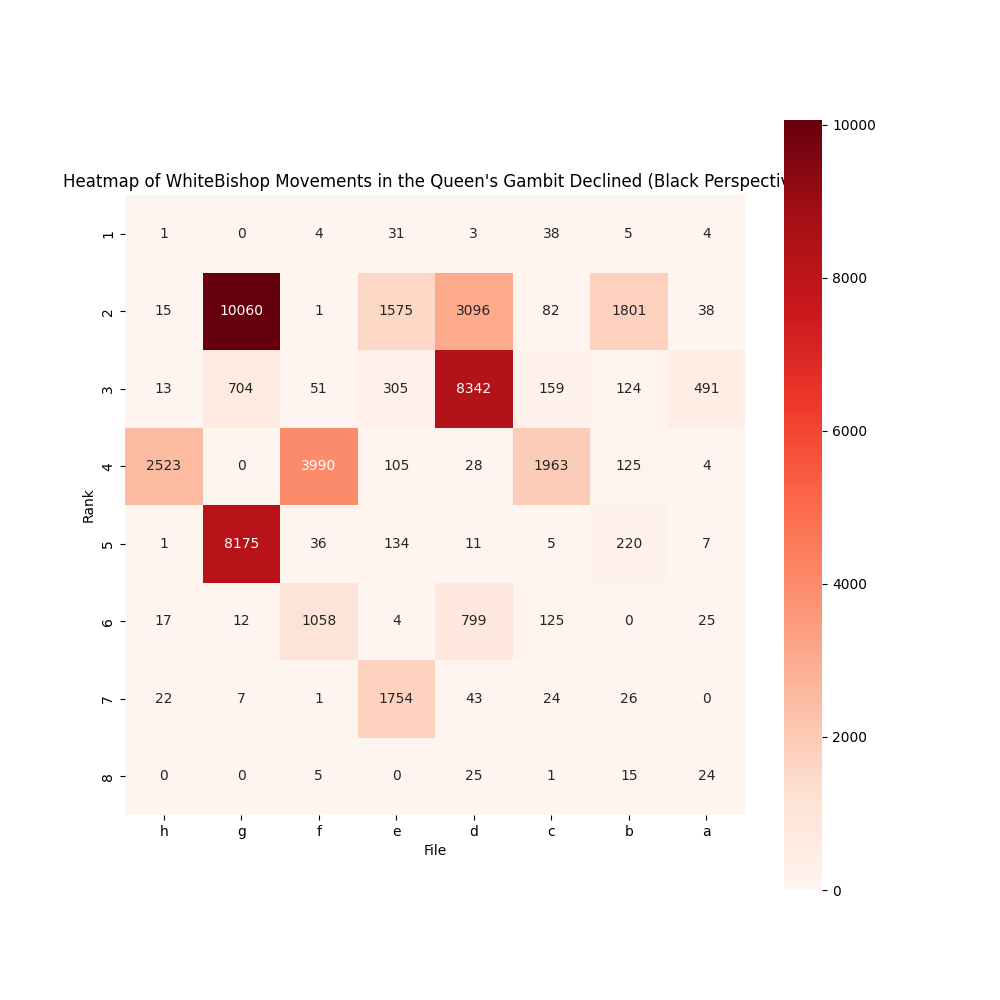 Heatmap of WhiteBishop Movements in the Queen's Gambit Declined (Black Perspectiv
10000
8000
6000
4000
2000
0
1 1 0 4 31 3 38 5 4
2 15 10060 1 1575 3096 82 1801 38
3 13 704 51 305 8342 159 124 491
4 2523 0 3990 105 28 1963 125 4
5 1 8175 36 134 11 5 220 7
6 17 12 1058 4 799 125 0 25
7 22 7 1 1754 43 24 26 0
8 0 0 5 0 25 1 15 24
Rank
h g f e d c b a
File